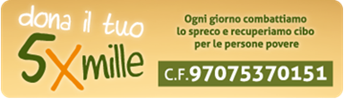 dona il tuo
5xmille
Ogni giorno combattiamo
lo spreco e recuperiamo cibo
per le persone povere
C.F.97075370151